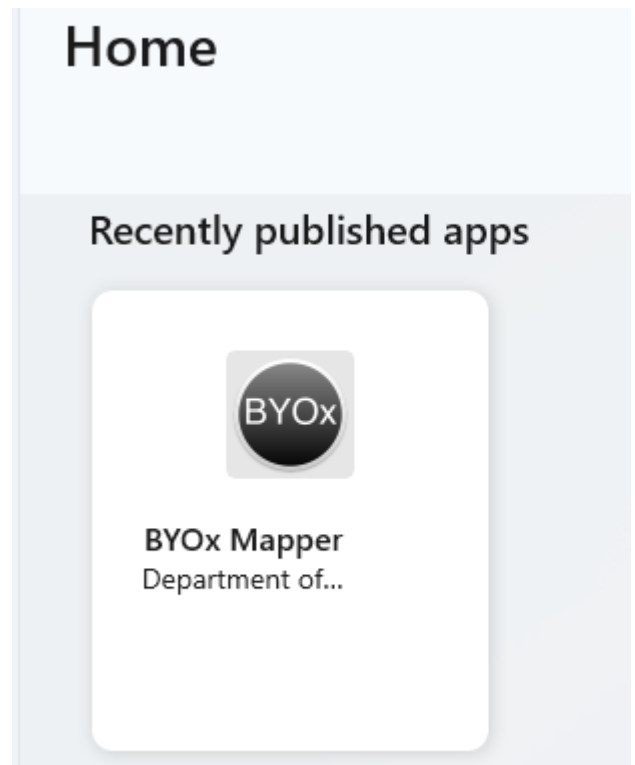 Home
Recently published apps
BYOx
BYOx Mapper
Department of...